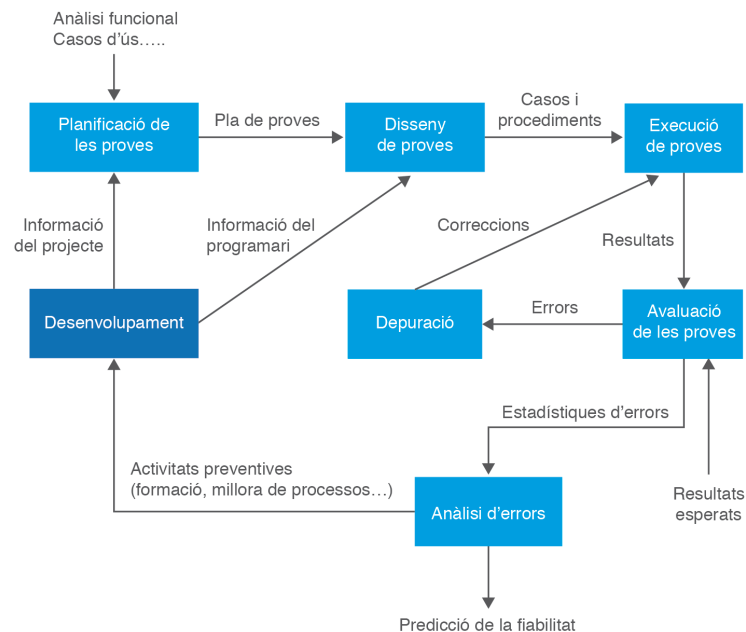 Anàlisi funcional
Casos d’ús…..
Planificació de
les proves
Pla de proves
Disseny
de proves
Casos i
procediments
Execució
de proves
Informació
del projecte
Informació del
programari
Correccions
Resultats
Desenvolupament
Depuració
Errors
Avaluació
de les proves
Estadístiques d’errors
Activitats preventives
(formació, millora de processos…)
Anàlisi d’errors
Resultats
esperats
Predicció de la fiabilitat